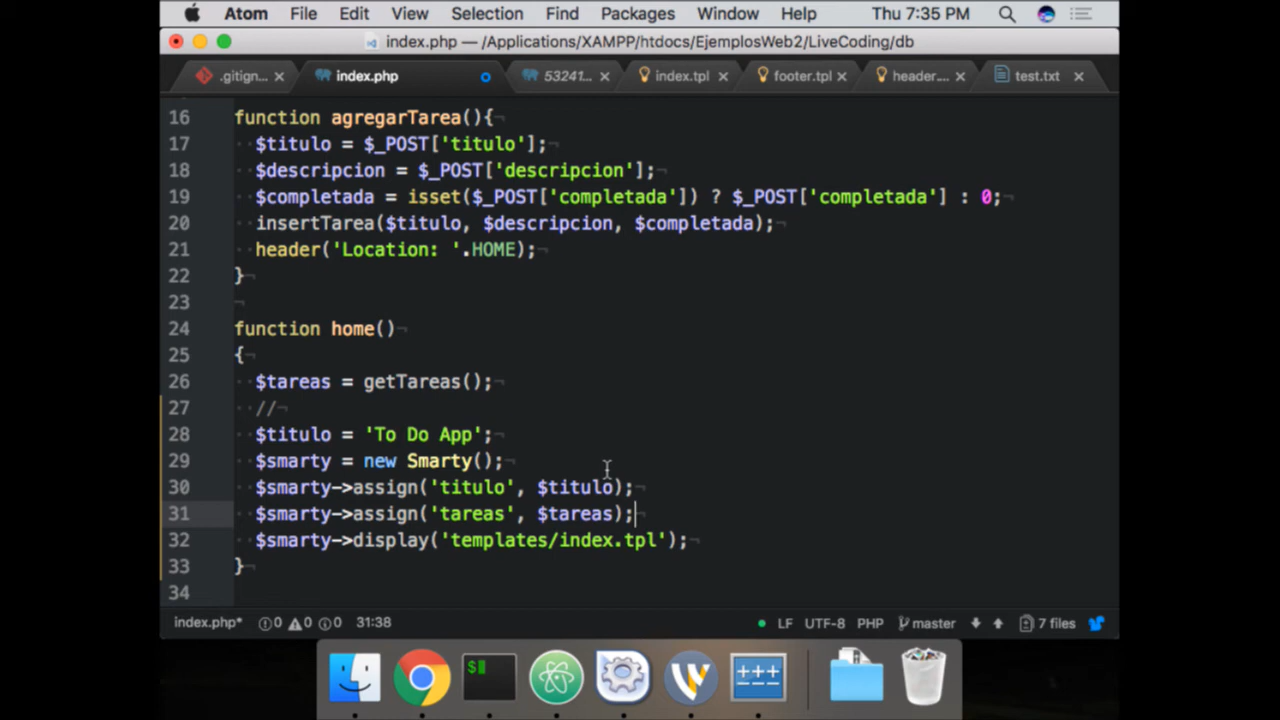 Atom File Edit View Selection Find Packages Window Help Thu 7:35 PM
index.php — /Applications/XAMPP/htdocs/EjemplosWeb2/LiveCoding/db
.gitign... index.php 53241... index.tpl footer.tpl header.... test.txt
16 function agregarTarea(){
17 $titulo = $_POST['titulo'];
18 $descripcion = $_POST['descripcion'];
19 $completada = isset($_POST['completada']) ? $_POST['completada'] : 0;
20 insertTarea($titulo, $descripcion, $completada);
21 header('Location: '.HOME);
22 }
23
24 function home()
25 {
26 $tareas = getTareas();
27 //
28 $titulo = 'To Do App';
29 $smarty = new Smarty();
30 $smarty->assign('titulo', $titulo);
31 $smarty->assign('tareas', $tareas);
32 $smarty->display('templates/index.tpl');
33 }
34
index.php* 0 0 0 31:38 LF UTF-8 PHP master 7 files